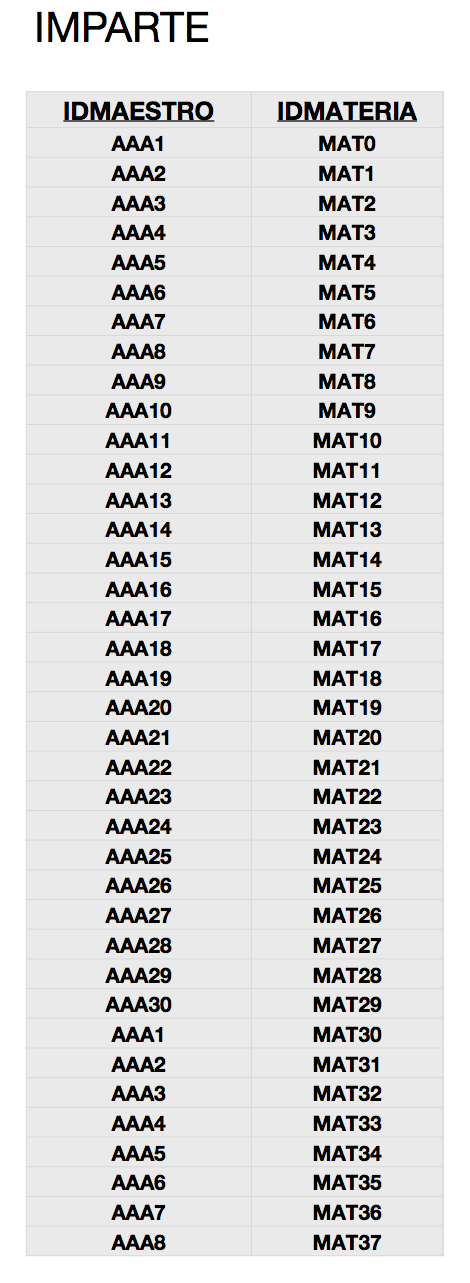 IMPARTE
IDMAESTRO IDMATERIA
AAA1 MAT0
AAA2 MAT1
AAA3 MAT2
AAA4 MAT3
AAA5 MAT4
AAA6 MAT5
AAA7 MAT6
AAA8 MAT7
AAA9 MAT8
AAA10 MAT9
AAA11 MAT10
AAA12 MAT11
AAA13 MAT12
AAA14 MAT13
AAA15 MAT14
AAA16 MAT15
AAA17 MAT16
AAA18 MAT17
AAA19 MAT18
AAA20 MAT19
AAA21 MAT20
AAA22 MAT21
AAA23 MAT22
AAA24 MAT23
AAA25 MAT24
AAA26 MAT25
AAA27 MAT26
AAA28 MAT27
AAA29 MAT28
AAA30 MAT29
AAA1 MAT30
AAA2 MAT31
AAA3 MAT32
AAA4 MAT33
AAA5 MAT34
AAA6 MAT35
AAA7 MAT36
AAA8 MAT37